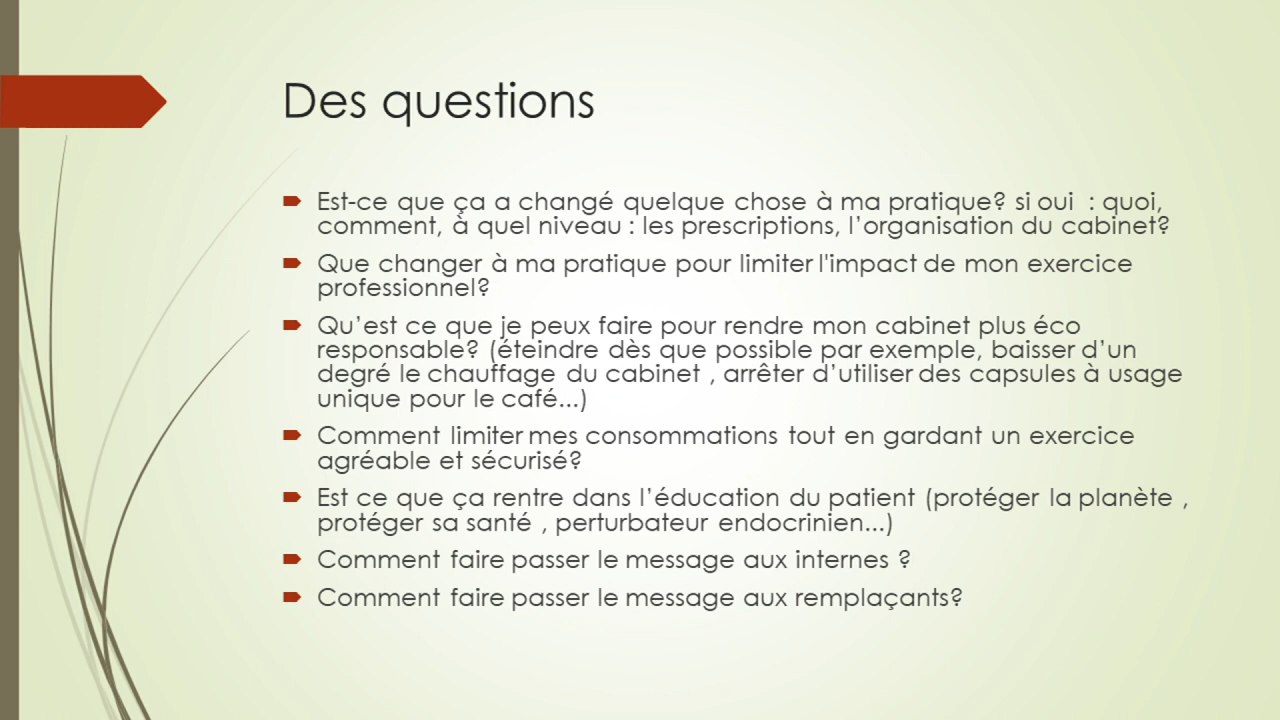 Des questions
Est-ce que ça a changé quelque chose à ma pratique? si oui : quoi,
comment, à quel niveau : les prescriptions, l’organisation du cabinet?
Que changer à ma pratique pour limiter l'impact de mon exercice
professionnel?
Qu’est ce que je peux faire pour rendre mon cabinet plus éco
responsable? (éteindre dès que possible par exemple, baisser d’un
degré le chauffage du cabinet , arrêter d’utiliser des capsules à usage
unique pour le café...)
Comment limiter mes consommations tout en gardant un exercice
agréable et sécurisé?
Est ce que ça rentre dans l’éducation du patient (protéger la planète ,
protéger sa santé , perturbateur endocrinien...)
Comment faire passer le message aux internes ?
Comment faire passer le message aux remplaçants?